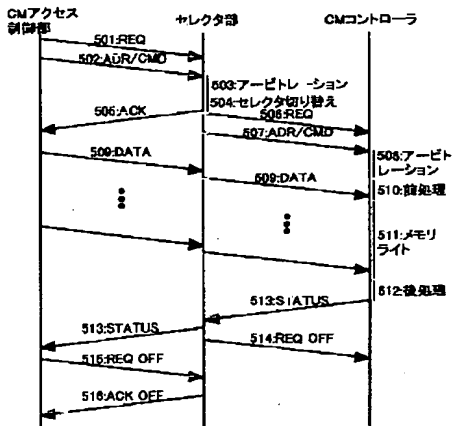 CMアクセス
制御部
セレクタ部
CMコントローラ
501:REQ
502:ADR/CMD
503:アービトレーション
504:セレクタ切り替え
505:ACK
506:REQ
507:ADR/CMD
508:アービト
レーション
509:DATA
509:DATA
510:前処理
511:メモリ
ライト
512:後処理
513:STATUS
513:STATUS
514:REQ OFF
515:REQ OFF
516:ACK OFF